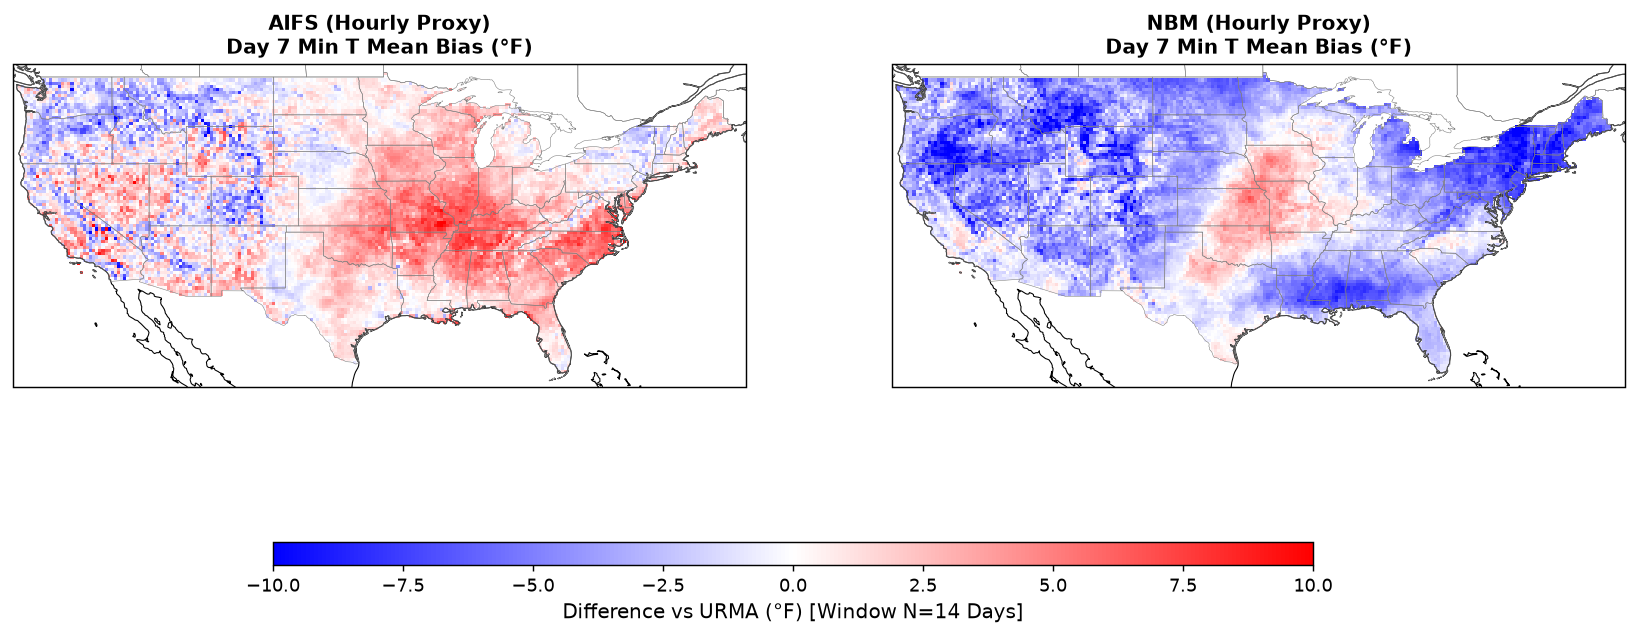 AIFS (Hourly Proxy)
Day 7 Min T Mean Bias (°F)
NBM (Hourly Proxy)
Day 7 Min T Mean Bias (°F)
−10.0 −7.5 −5.0 −2.5 0.0 2.5 5.0 7.5 10.0
Difference vs URMA (°F) [Window N=14 Days]